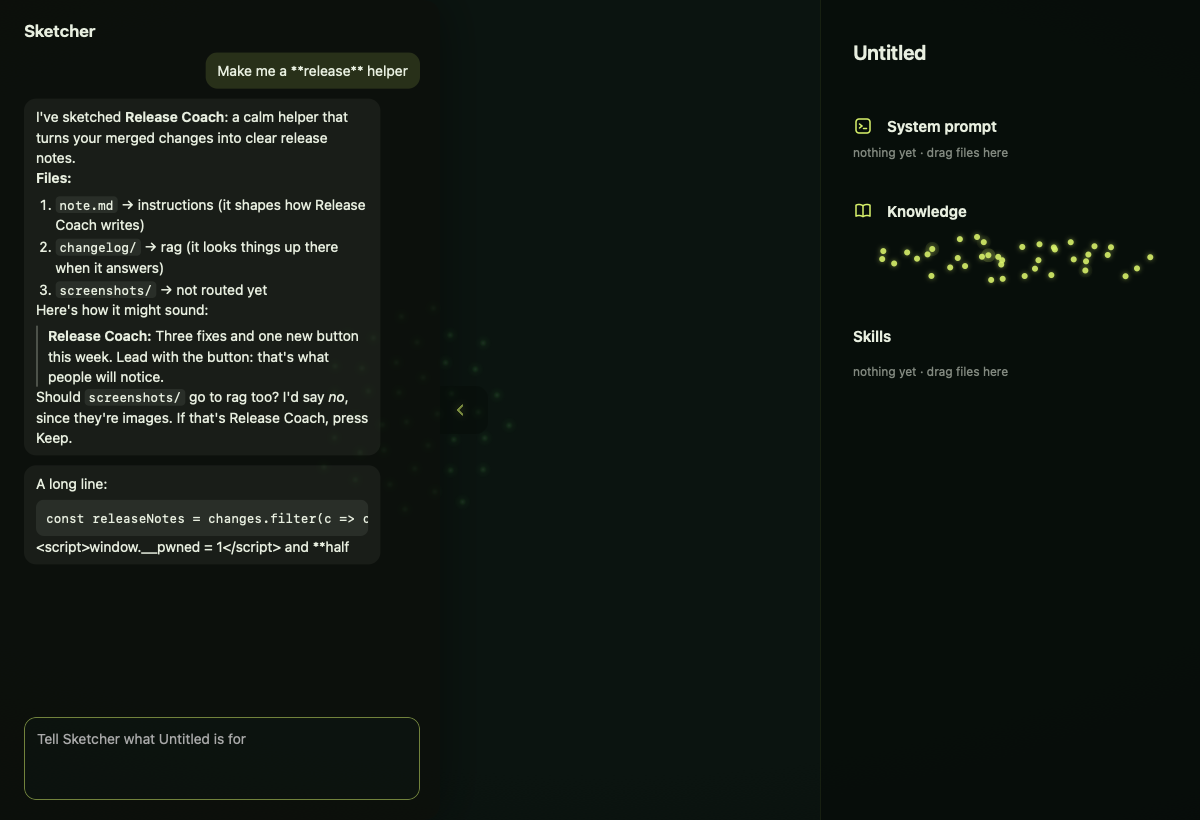 Sketcher
Make me a **release** helper
I've sketched Release Coach: a calm helper that
turns your merged changes into clear release
notes.
Files:
1. note.md → instructions (it shapes how Release
Coach writes)
2. changelog/ → rag (it looks things up there
when it answers)
3. screenshots/ → not routed yet
Here's how it might sound:
Release Coach: Three fixes and one new button
this week. Lead with the button: that's what
people will notice.
Should screenshots/ go to rag too? I'd say no,
since they're images. If that's Release Coach, press
Keep.
A long line:
const releaseNotes = changes.filter(c => c
<script>window.__pwned = 1</script> and **half
Tell Sketcher what Untitled is for
Untitled
System prompt
nothing yet · drag files here
Knowledge
Skills
nothing yet · drag files here